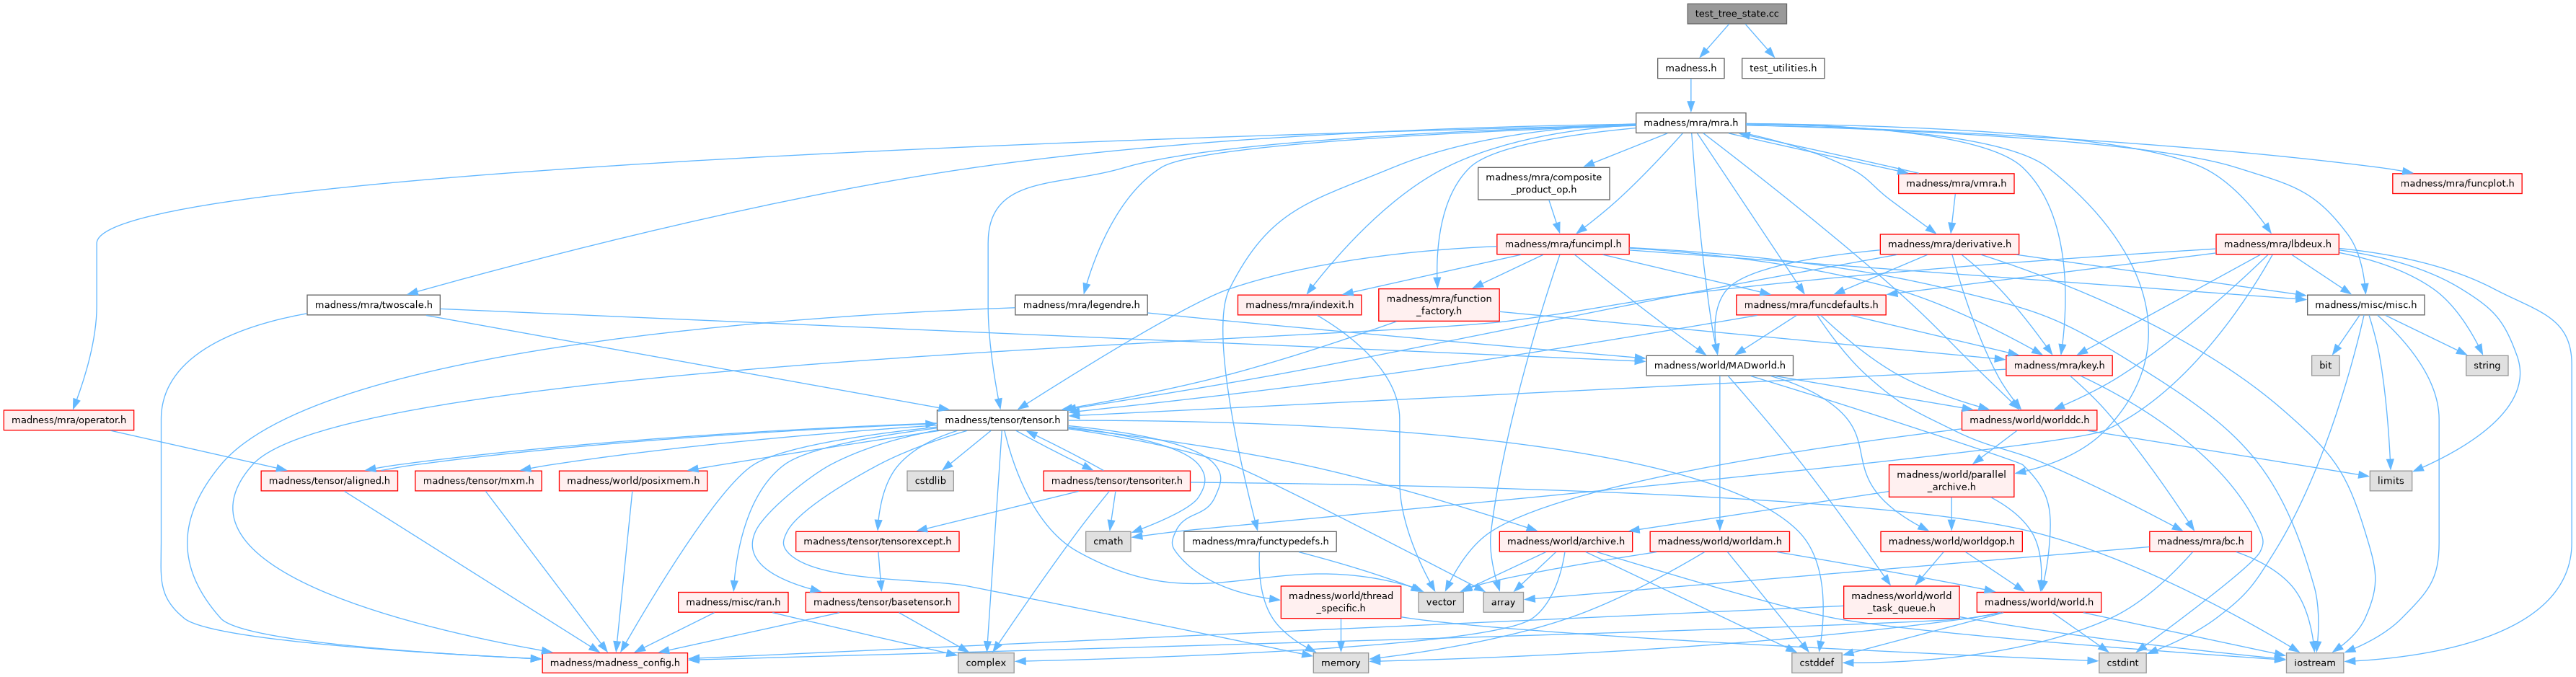 test_tree_state.cc
madness.h
test_utilities.h
madness/mra/mra.h
madness/mra/composite
_product_op.h
madness/mra/vmra.h
madness/mra/funcplot.h
madness/mra/funcimpl.h
madness/mra/derivative.h
madness/mra/lbdeux.h
madness/mra/twoscale.h
madness/mra/legendre.h
madness/mra/indexit.h
madness/mra/function
_factory.h
madness/mra/funcdefaults.h
madness/misc/misc.h
madness/world/MADworld.h
madness/mra/key.h
bit
string
madness/mra/operator.h
madness/tensor/tensor.h
madness/world/worlddc.h
madness/tensor/aligned.h
madness/tensor/mxm.h
madness/world/posixmem.h
cstdlib
madness/tensor/tensoriter.h
madness/world/parallel
_archive.h
limits
madness/tensor/tensorexcept.h
cmath
madness/mra/functypedefs.h
madness/world/archive.h
madness/world/worldam.h
madness/world/worldgop.h
madness/mra/bc.h
madness/misc/ran.h
madness/tensor/basetensor.h
madness/world/thread
_specific.h
vector
array
madness/world/world
_task_queue.h
madness/world/world.h
madness/madness_config.h
complex
memory
cstddef
cstdint
iostream